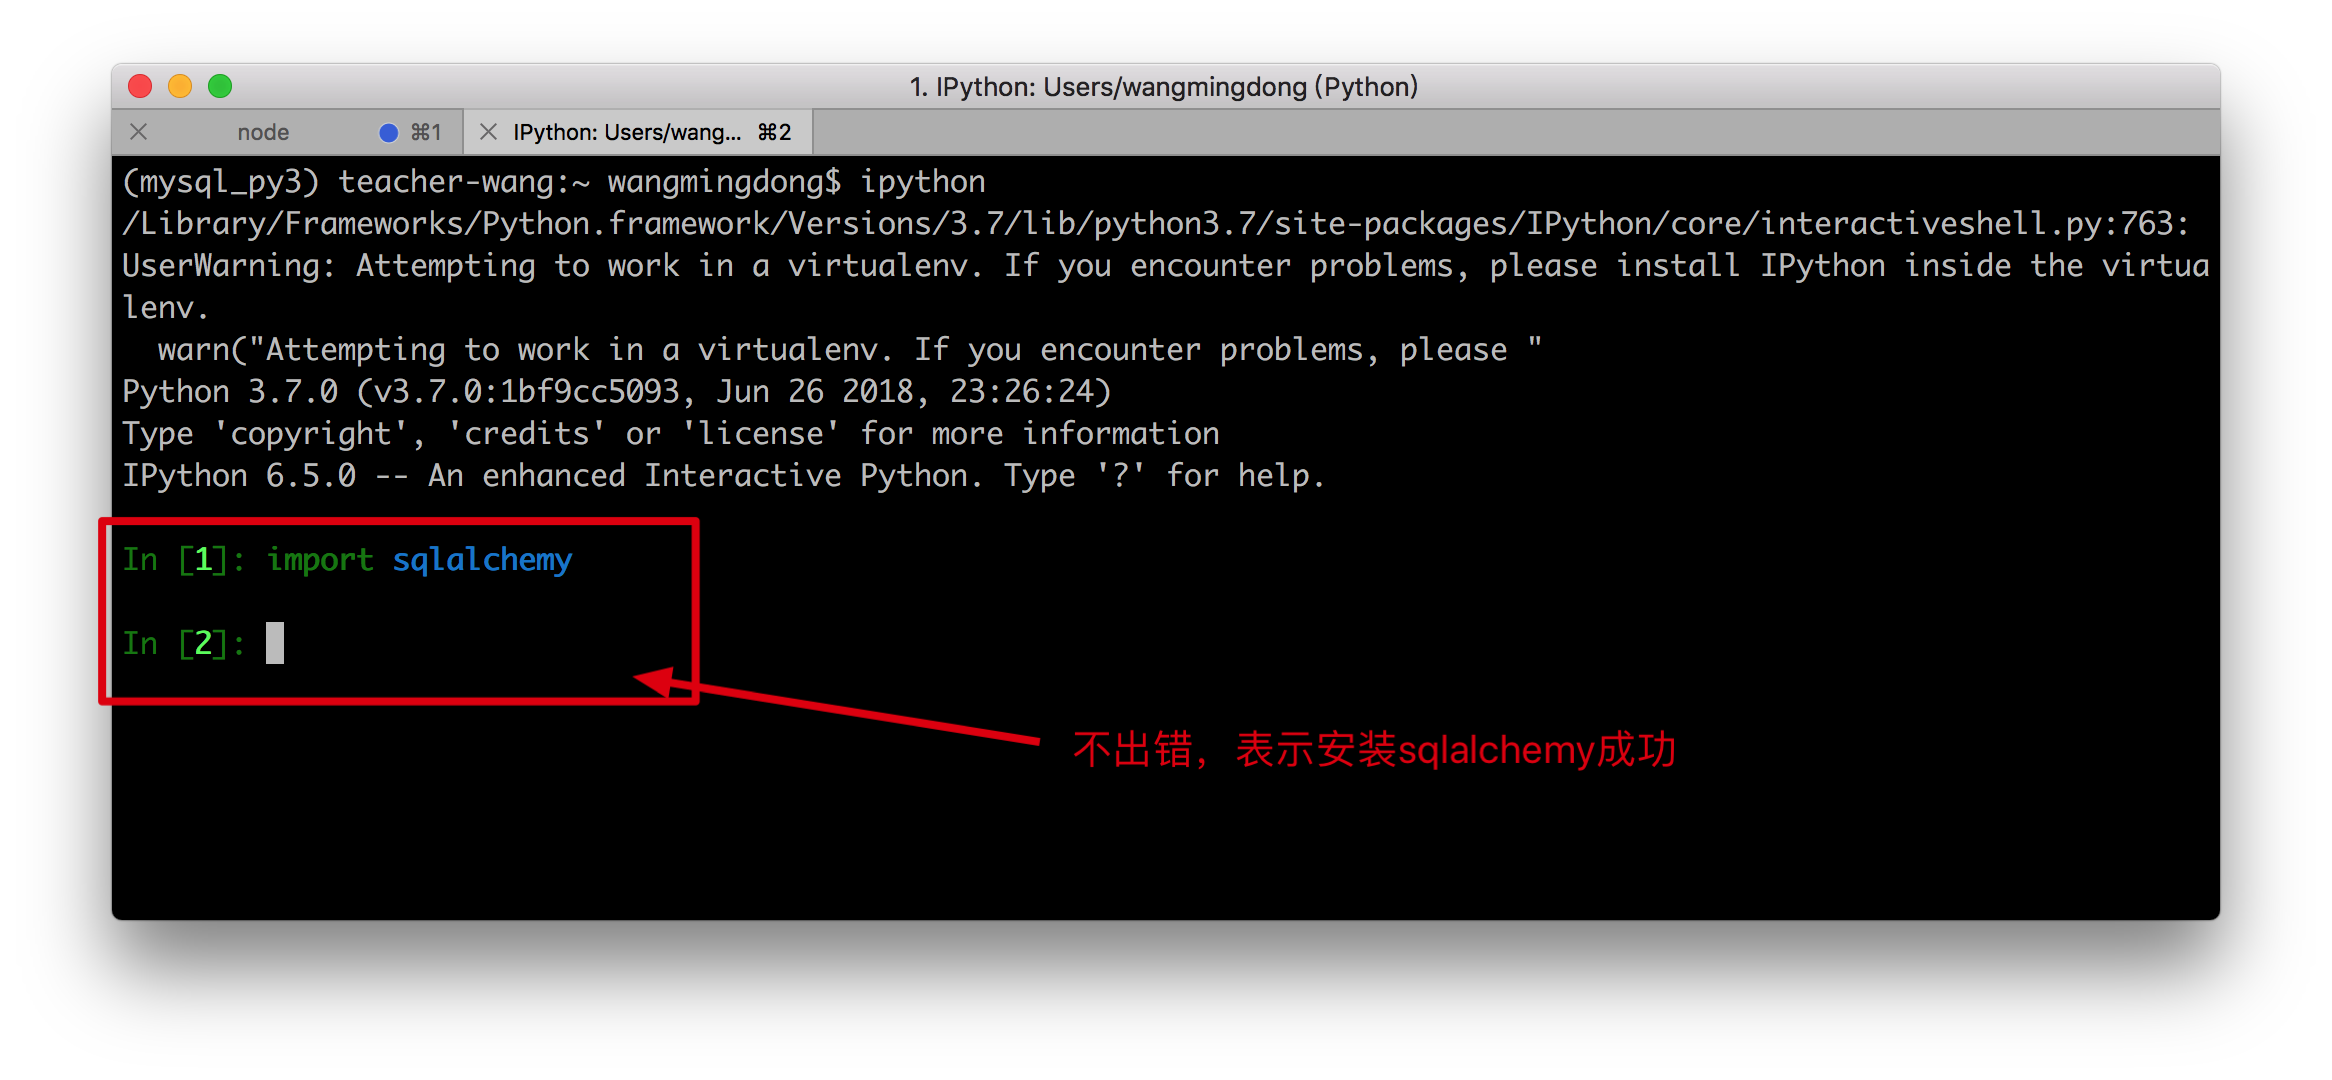 1. IPython: Users/wangmingdong (Python)
node ⌘1 IPython: Users/wang... ⌘2
(mysql_py3) teacher-wang:~ wangmingdong$ ipython
/Library/Frameworks/Python.framework/Versions/3.7/lib/python3.7/site-packages/IPython/core/interactiveshell.py:763:
UserWarning: Attempting to work in a virtualenv. If you encounter problems, please install IPython inside the virtua
lenv.
  warn("Attempting to work in a virtualenv. If you encounter problems, please "
Python 3.7.0 (v3.7.0:1bf9cc5093, Jun 26 2018, 23:26:24)
Type 'copyright', 'credits' or 'license' for more information
IPython 6.5.0 -- An enhanced Interactive Python. Type '?' for help.
In [1]: import sqlalchemy
In [2]:
不出错，表示安装sqlalchemy成功